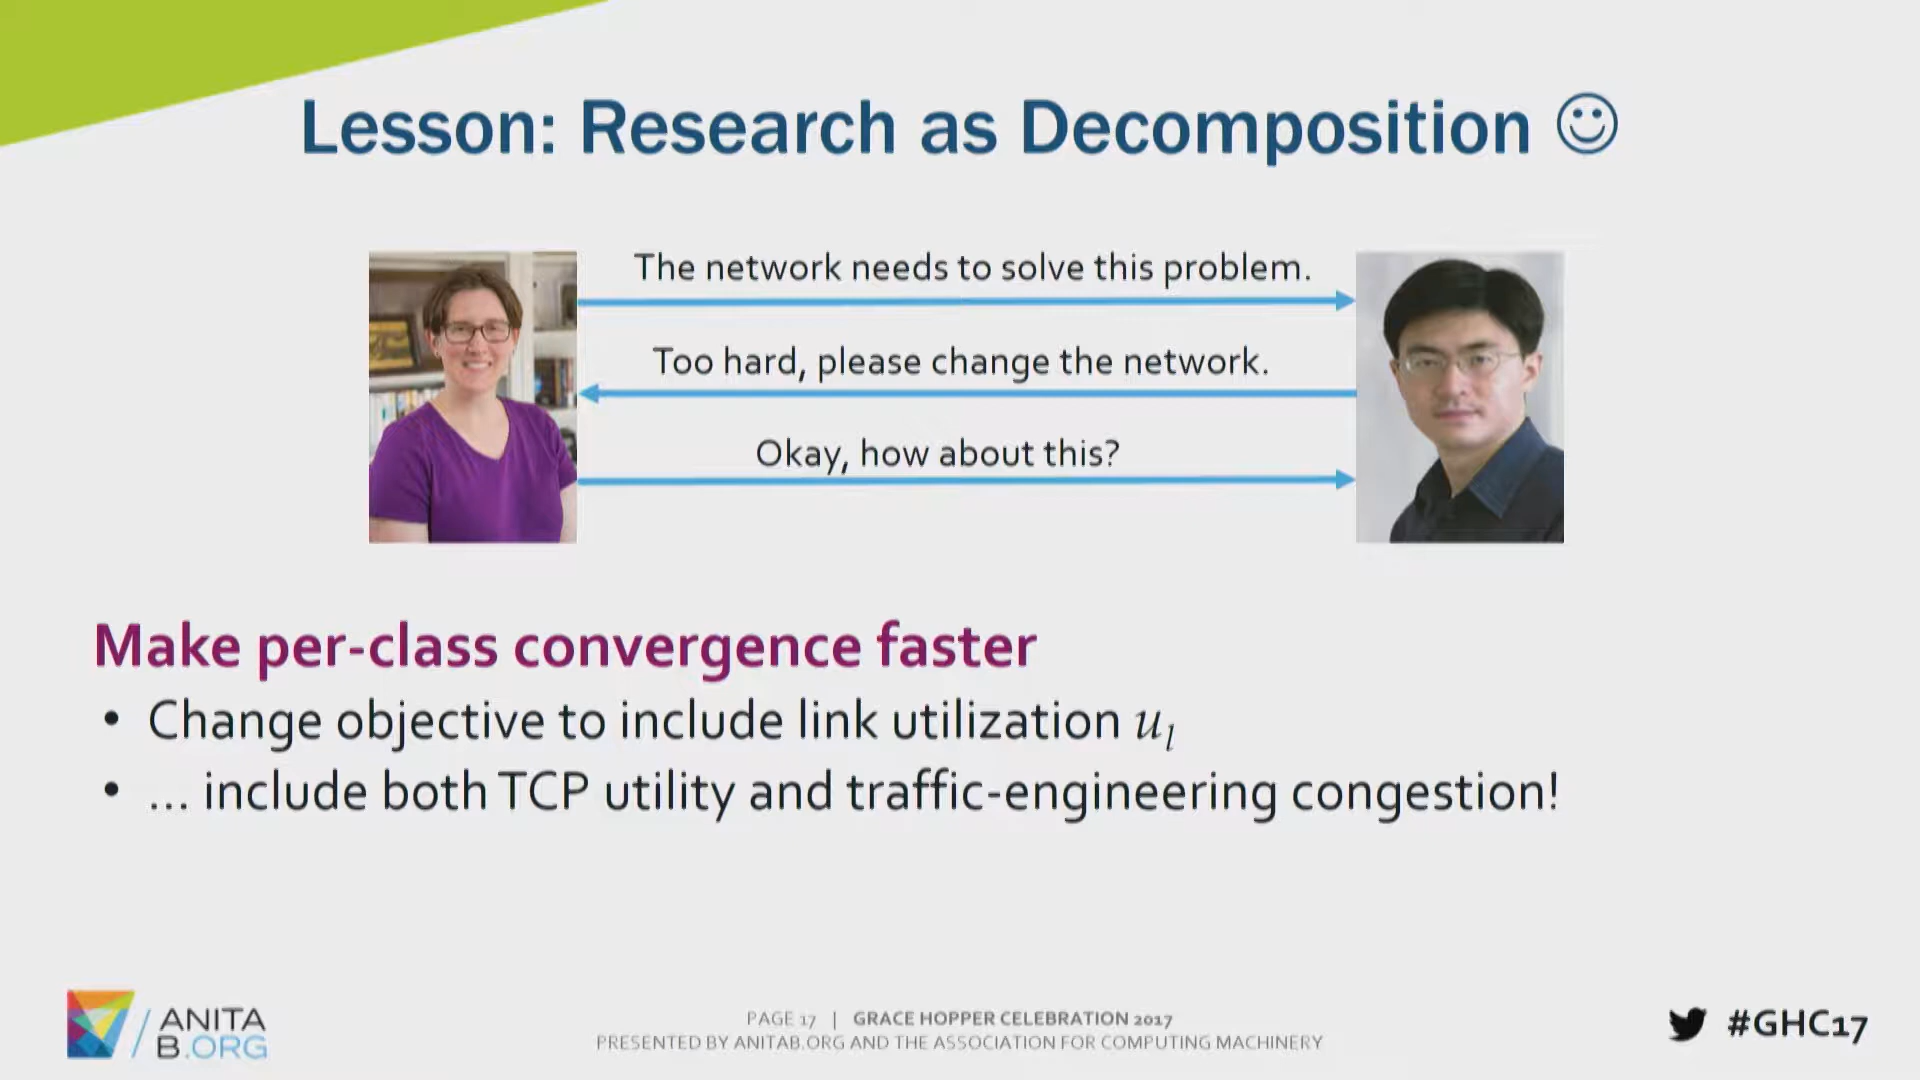 Lesson: Research as Decomposition ☺
The network needs to solve this problem.
Too hard, please change the network.
Okay, how about this?
Make per-class convergence faster
• Change objective to include link utilization uₗ
• ... include both TCP utility and traffic-engineering congestion!
ANITA
B.ORG
PAGE 17 | GRACE HOPPER CELEBRATION 2017
PRESENTED BY ANITAB.ORG AND THE ASSOCIATION FOR COMPUTING MACHINERY
#GHC17